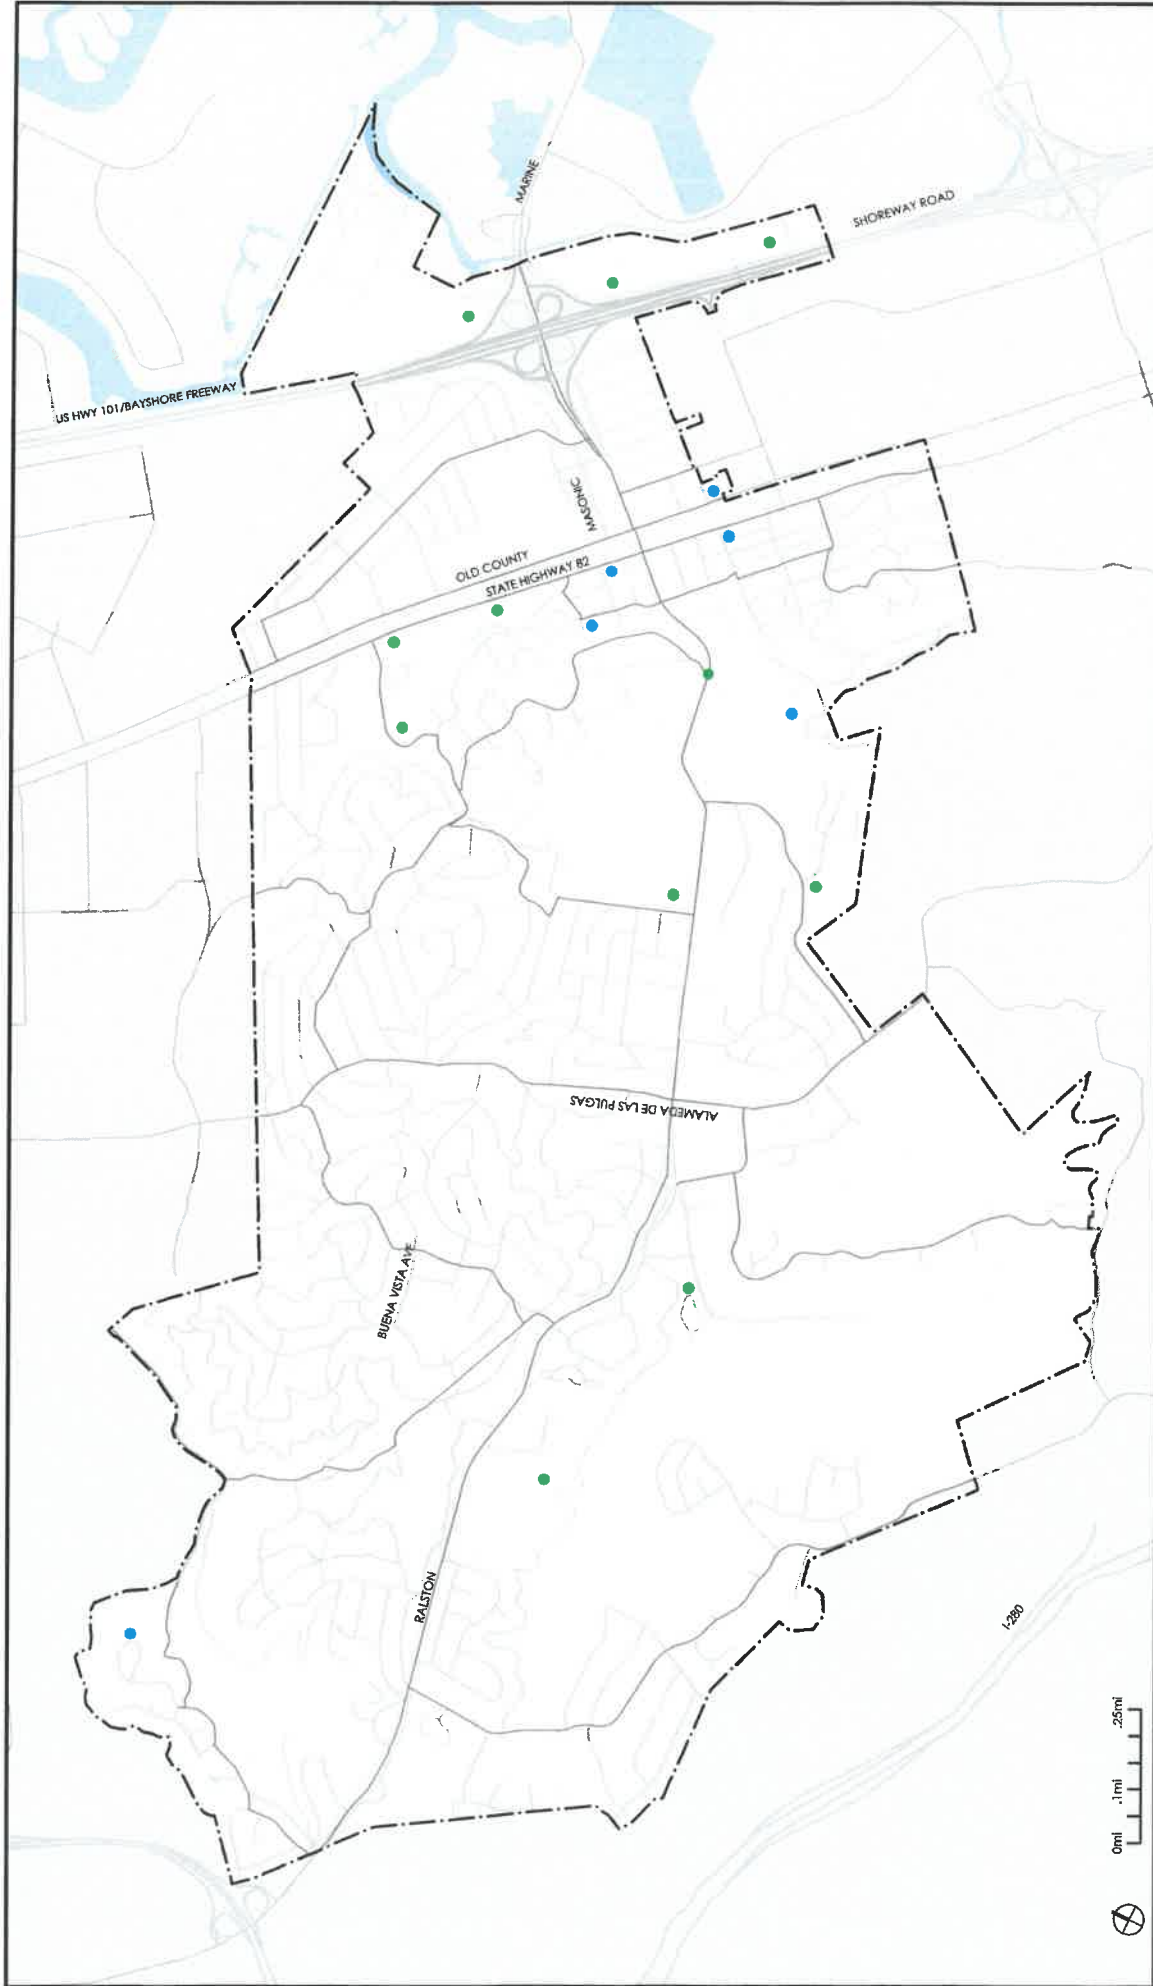 MARINE
SHOREWAY ROAD
US HWY 101/BAYSHORE FREEWAY
MASONIC
OLD COUNTY
STATE HIGHWAY 82
ALAMEDA DE LAS PULGAS
BUENA VISTA AVE
RALSTON
I-280
0mi .1mi .25mi